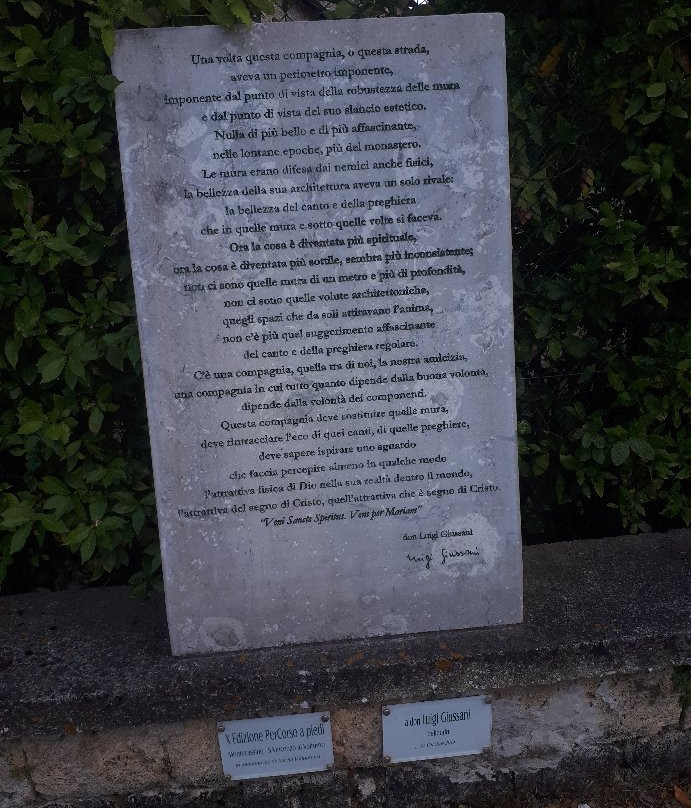 Una volta questa compagnia, o questa strada,
aveva un perimetro imponente,
imponente dal punto di vista della robustezza delle mura
e dal punto di vista del suo slancio estetico.
Nulla di più bello e di più affascinante,
nelle lontane epoche, più del monastero.
Le mura erano difesa dai nemici anche fisici,
la bellezza della sua architettura aveva un solo rivale:
la bellezza del canto e della preghiera
che in quelle mura e sotto quelle volte si faceva.
Ora la cosa è diventata più spirituale,
ora la cosa è diventata più sottile, sembra più inconsistente;
non ci sono quelle mura di un metro e più di profondità,
non ci sono quelle volute architettoniche,
quegli spazi che da soli attiravano l'anima,
non c'è più quel suggerimento affascinante
del canto e della preghiera regolare.
C'è una compagnia, quella tra di noi, la nostra amicizia,
una compagnia in cui tutto quanto dipende dalla buona volontà,
dipende dalla volontà dei componenti.
Questa compagnia deve sostituire quelle mura,
deve rintracciare l'eco di quei canti, di quelle preghiere,
deve sapere ispirare uno sguardo
che faccia percepire almeno in qualche modo
l'attrattiva fisica di Dio nella sua realtà dentro il mondo,
l'attrattiva del segno di Cristo, quell'attrattiva che è segno di Cristo.
"Veni Sancte Spiritus. Veni per Mariam"
don Luigi Giussani
Luigi Giussani
X Edizione PerCorso a piedi
a don Luigi Giussani